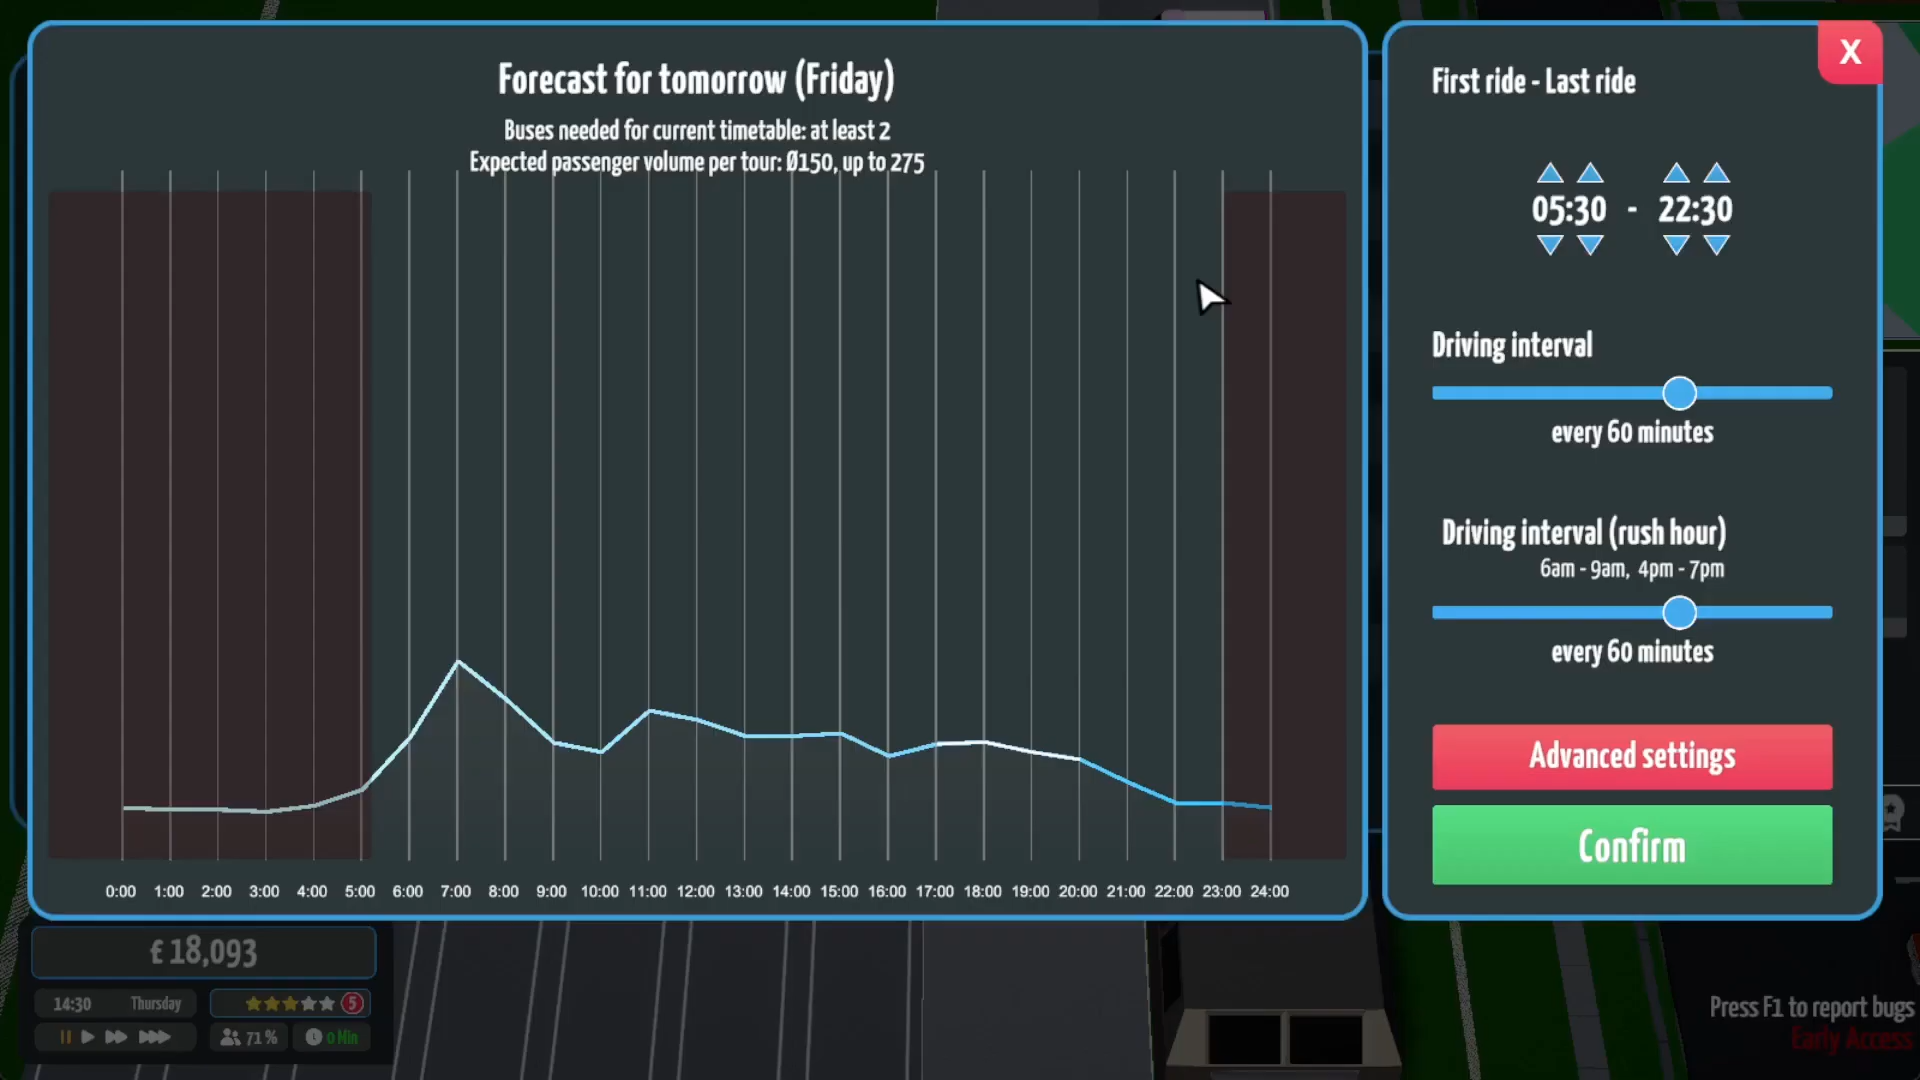 Forecast for tomorrow (Friday)
Buses needed for current timetable: at least 2
Expected passenger volume per tour: Ø150, up to 275
0:00 1:00 2:00 3:00 4:00 5:00 6:00 7:00 8:00 9:00 10:00 11:00 12:00 13:00 14:00 15:00 16:00 17:00 18:00 19:00 20:00 21:00 22:00 23:00 24:00
X
First ride - Last ride
05:30 - 22:30
Driving interval
every 60 minutes
Driving interval (rush hour)
6am - 9am, 4pm - 7pm
every 60 minutes
Advanced settings
Confirm
£ 18,093
14:30 Thursday
5
71 %
0 Min
Press F1 to report bugs
Early Access